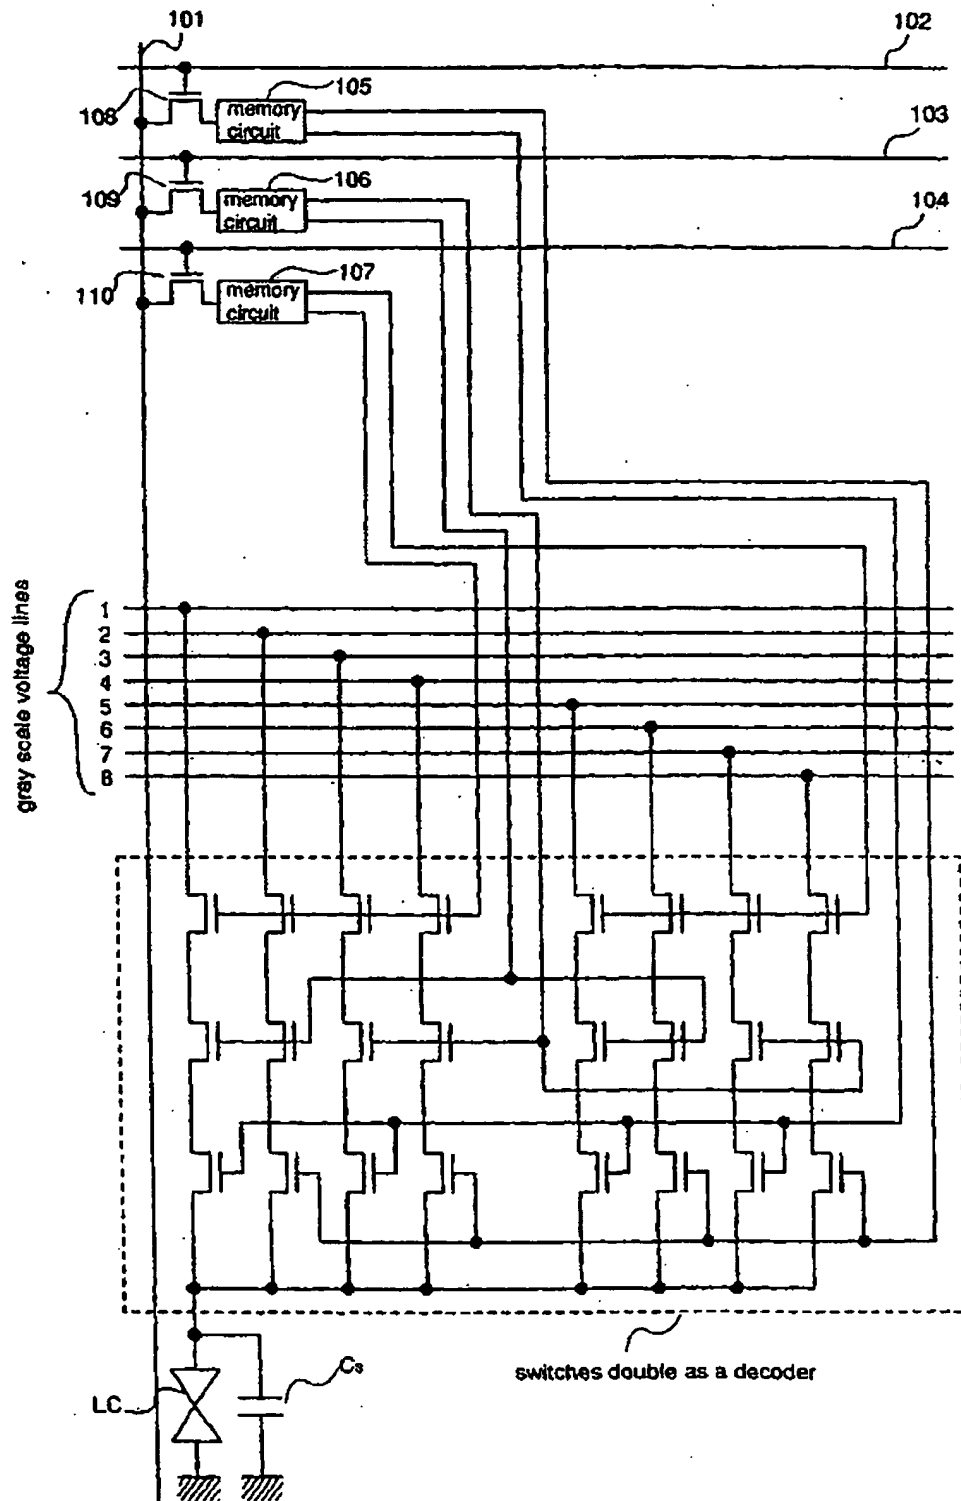 101
102
105
108
memory
circuit
103
106
109
memory
circuit
104
107
110
memory
circuit
gray scale voltage lines
1
2
3
4
5
6
7
8
Cs
LC
switches double as a decoder